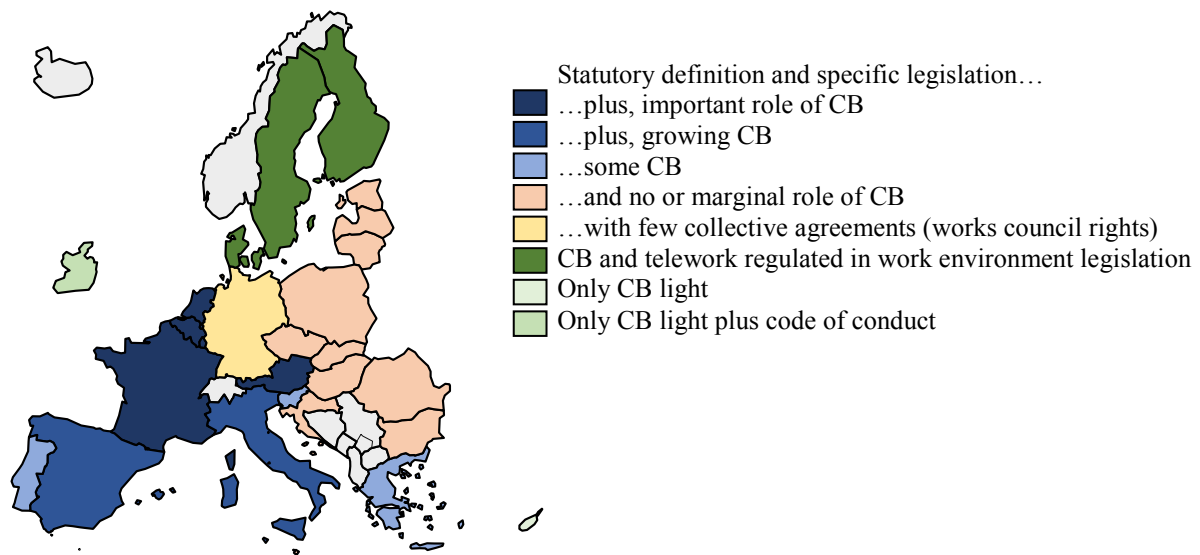 Statutory definition and specific legislation…
…plus, important role of CB
…plus, growing CB
…some CB
…and no or marginal role of CB
…with few collective agreements (works council rights)
CB and telework regulated in work environment legislation
Only CB light
Only CB light plus code of conduct